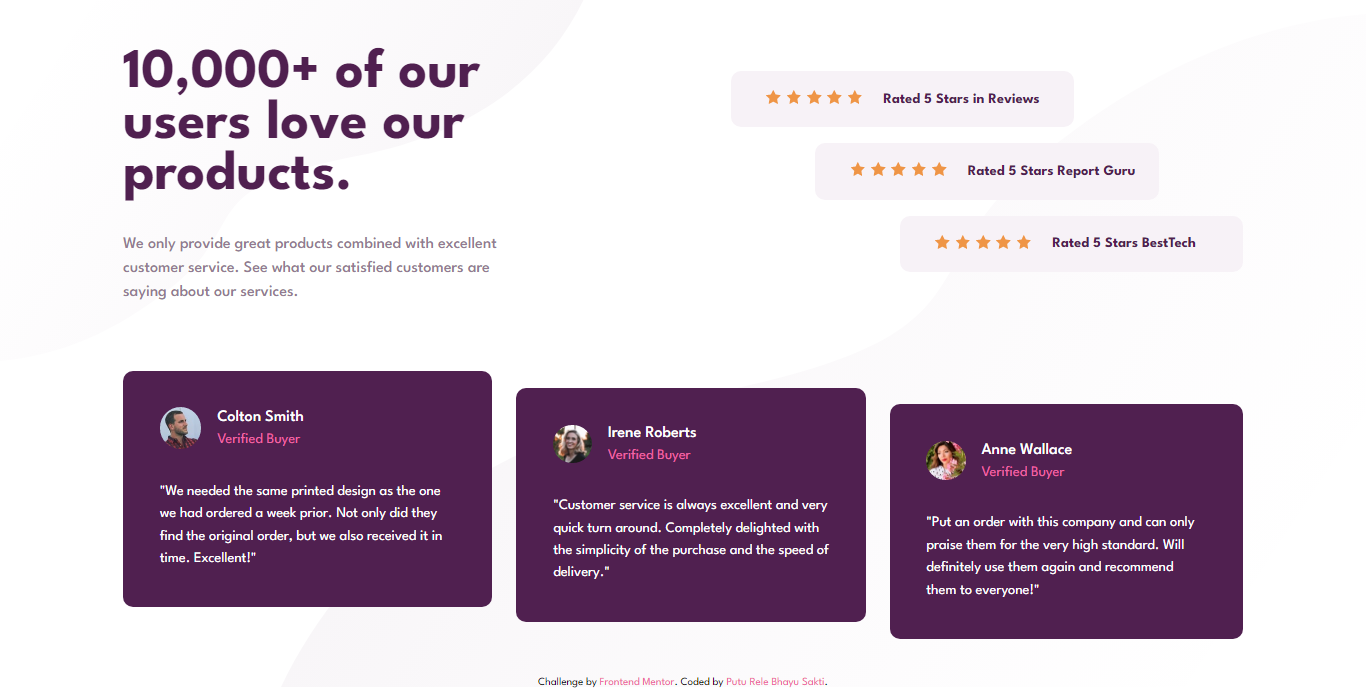 10,000+ of our
users love our
products.
We only provide great products combined with excellent
customer service. See what our satisfied customers are
saying about our services.
Rated 5 Stars in Reviews
Rated 5 Stars Report Guru
Rated 5 Stars BestTech
Colton Smith
Verified Buyer
"We needed the same printed design as the one
we had ordered a week prior. Not only did they
find the original order, but we also received it in
time. Excellent!"
Irene Roberts
Verified Buyer
"Customer service is always excellent and very
quick turn around. Completely delighted with
the simplicity of the purchase and the speed of
delivery."
Anne Wallace
Verified Buyer
"Put an order with this company and can only
praise them for the very high standard. Will
definitely use them again and recommend
them to everyone!"
Challenge by Frontend Mentor. Coded by Putu Rele Bhayu Sakti.